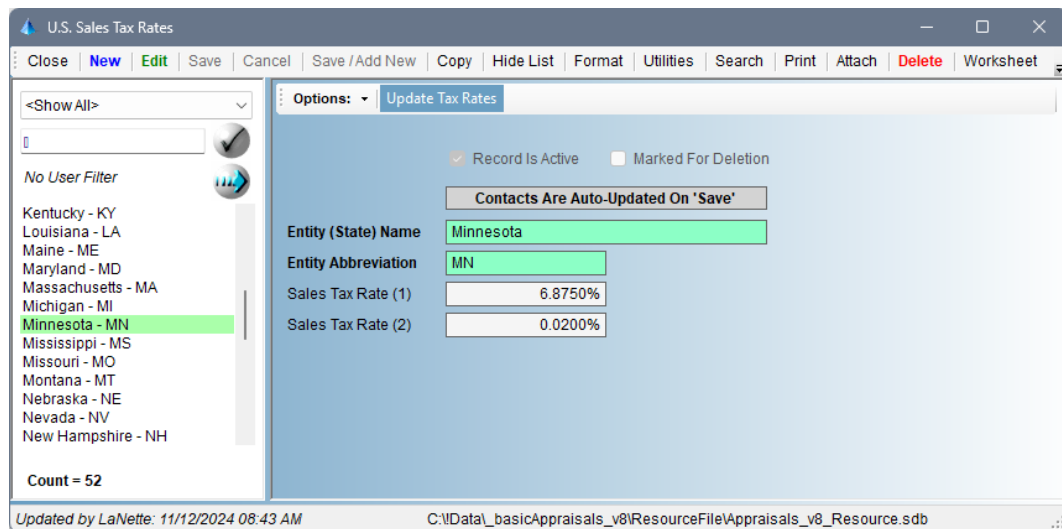 U.S. Sales Tax Rates
Close New Edit Save Cancel Save / Add New Copy Hide List Format Utilities Search Print Attach Delete Worksheet
<Show All>
Options: Update Tax Rates
Record Is Active Marked For Deletion
No User Filter
Contacts Are Auto-Updated On 'Save'
Kentucky - KY
Louisiana - LA
Maine - ME
Maryland - MD
Massachusetts - MA
Michigan - MI
Minnesota - MN
Mississippi - MS
Missouri - MO
Montana - MT
Nebraska - NE
Nevada - NV
New Hampshire - NH
Entity (State) Name Minnesota
Entity Abbreviation MN
Sales Tax Rate (1) 6.8750%
Sales Tax Rate (2) 0.0200%
Count = 52
Updated by LaNette: 11/12/2024 08:43 AM C:\!Data\_basicAppraisals_v8\ResourceFile\Appraisals_v8_Resource.sdb